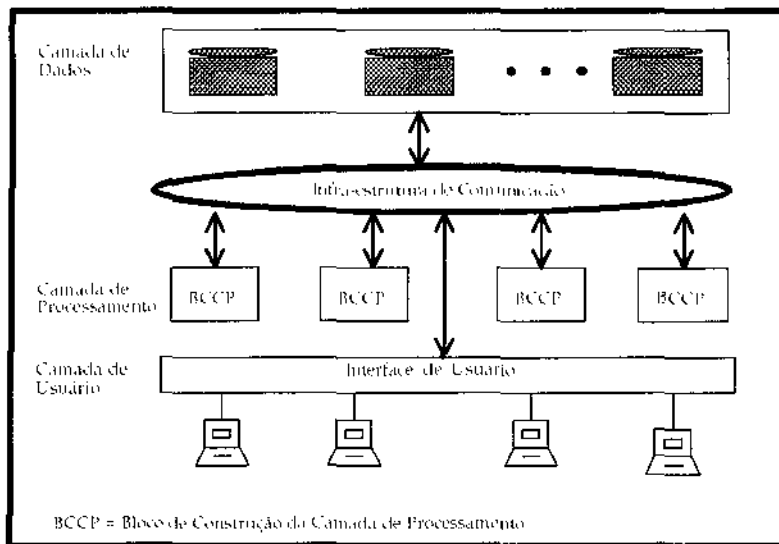 Camada de
Dados
Infra-estrutura de Comunicação
Camada de
Processamento
BCCP
BCCP
BCCP
BCCP
Camada de
Usuário
Interface de Usuário
BCCP = Bloco de Construção da Camada de Processamento